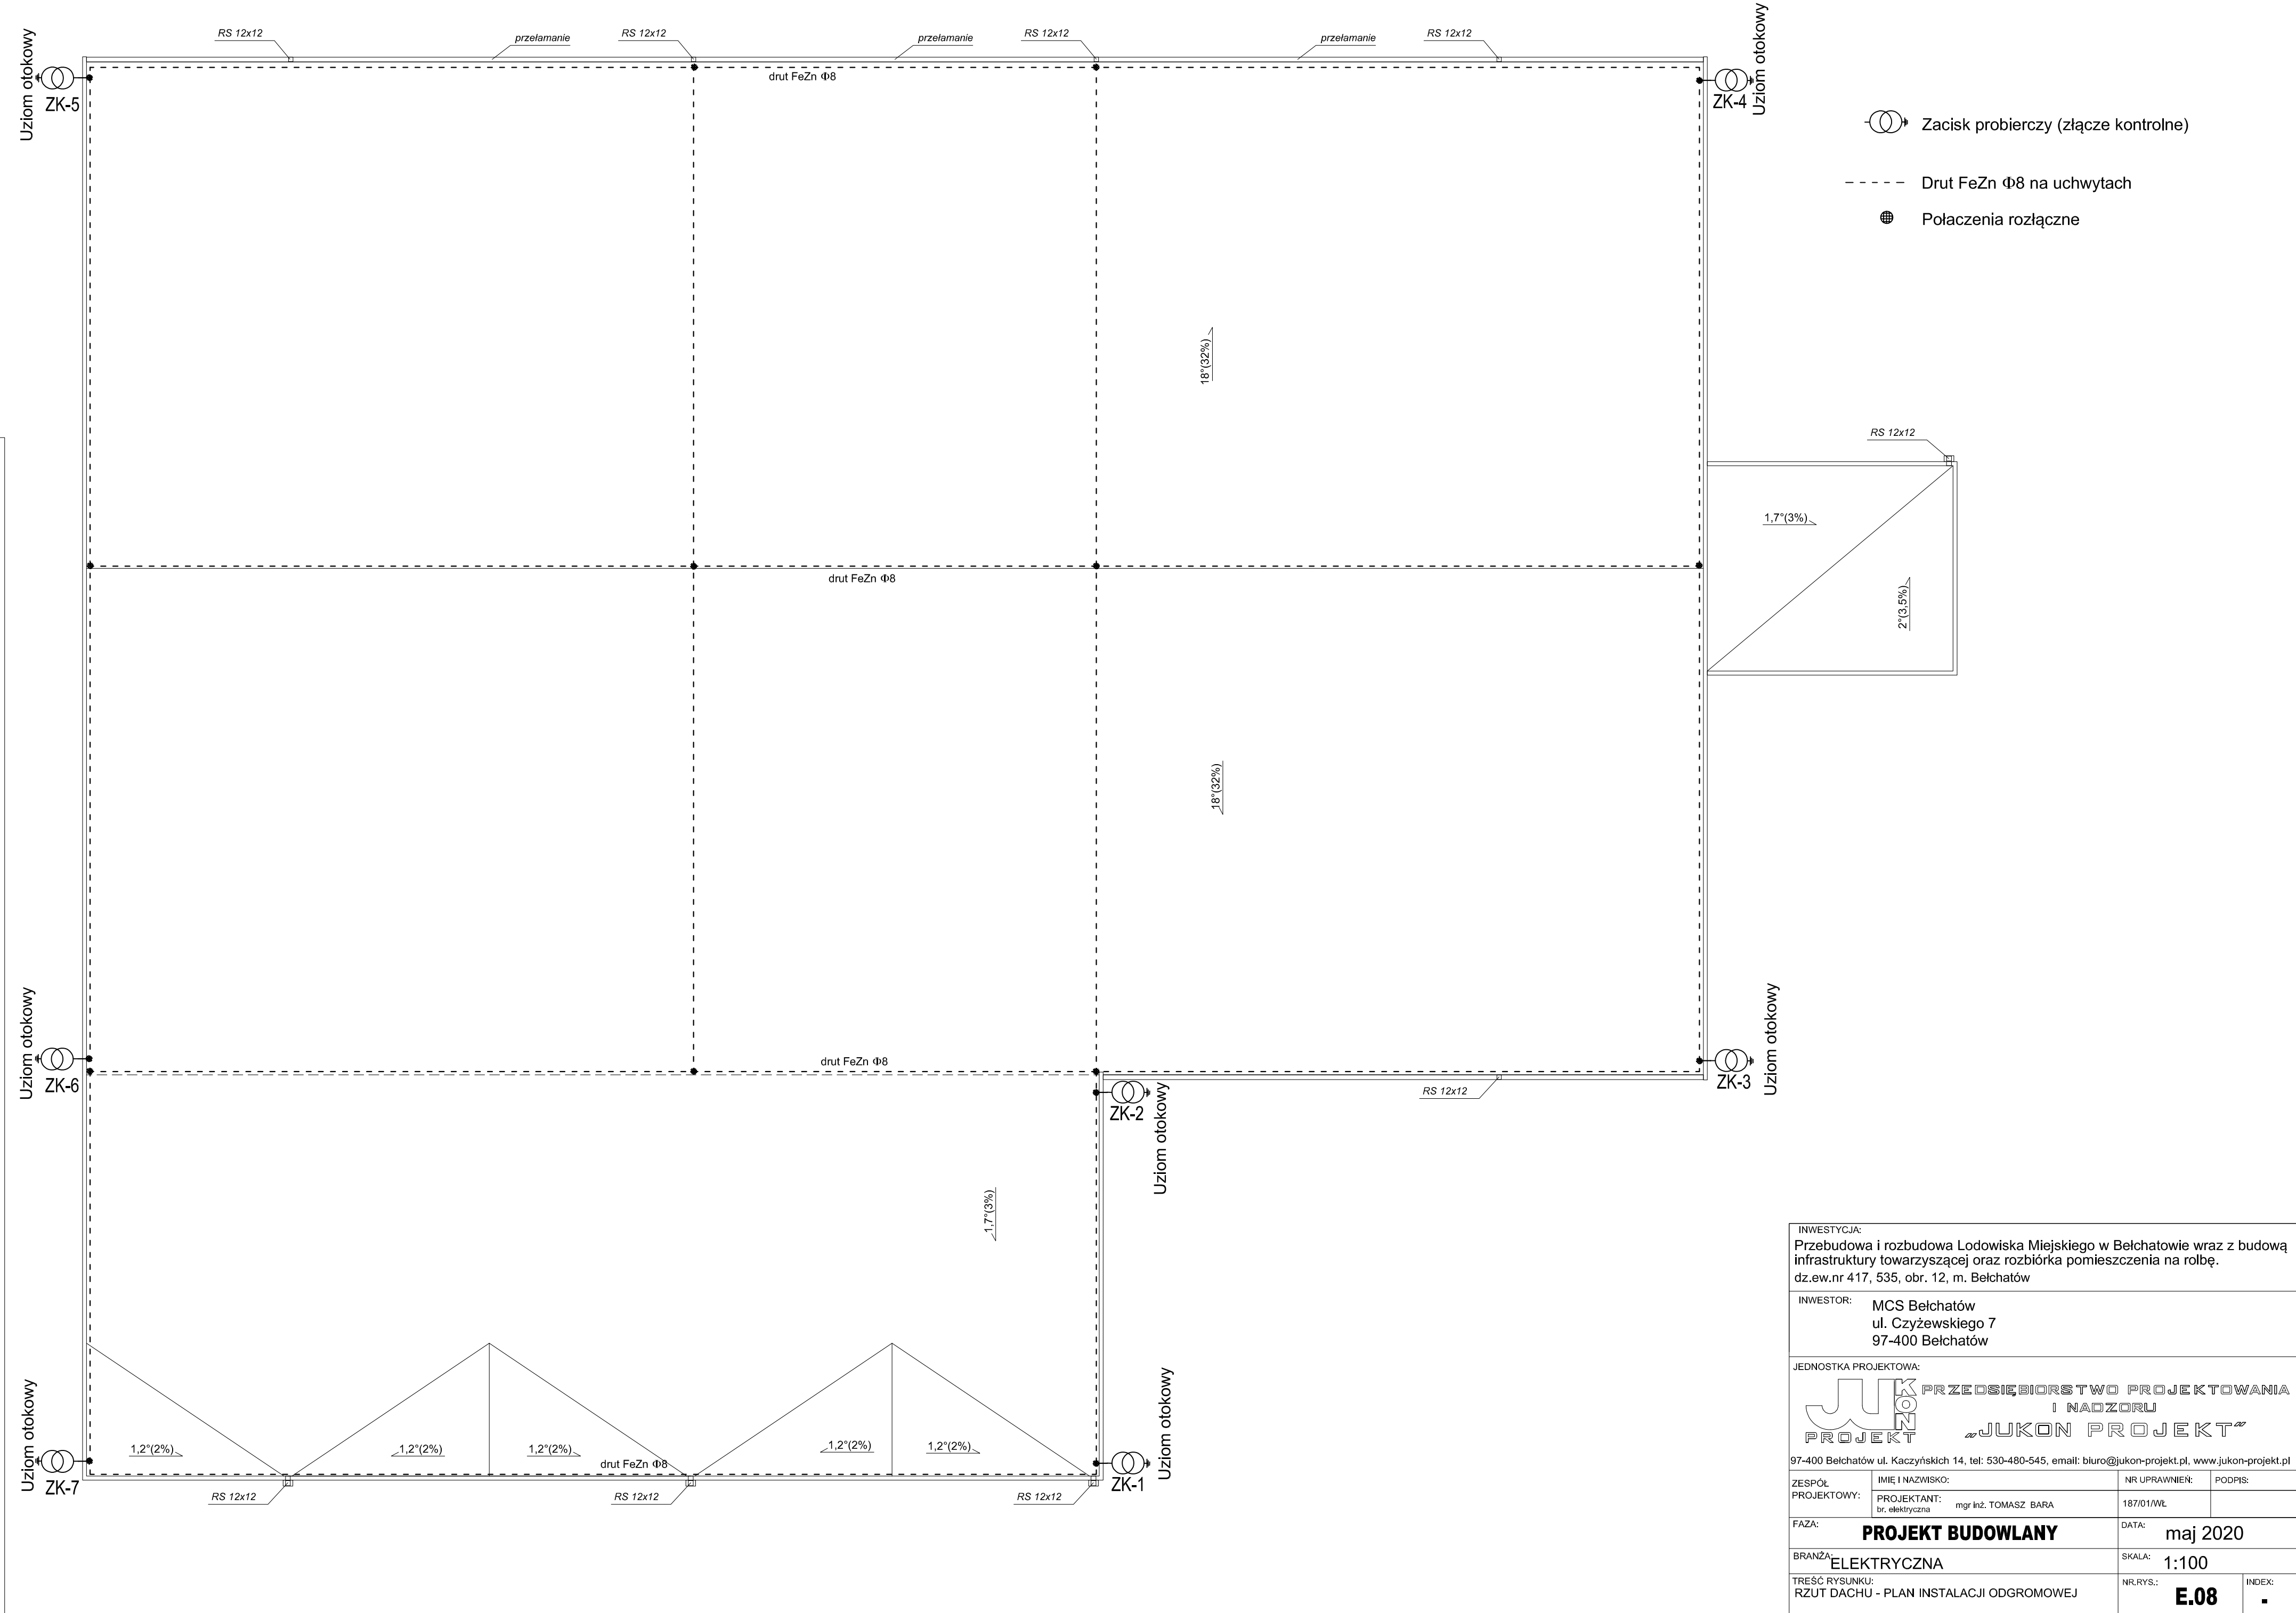 RS 12x12
przełamanie
RS 12x12
przełamanie
RS 12x12
przełamanie
RS 12x12
Uziom otokowy
ZK-5
drut FeZn Φ8
ZK-4
Uziom otokowy
Zacisk probierczy (złącze kontrolne)
Drut FeZn Φ8 na uchwytach
Połaczenia rozłączne
18°(32%)
RS 12x12
1,7°(3%)
2°(3,5%)
drut FeZn Φ8
18°(32%)
Uziom otokowy
ZK-6
drut FeZn Φ8
ZK-3
Uziom otokowy
RS 12x12
ZK-2
Uziom otokowy
1,7°(3%)
Uziom otokowy
ZK-7
1,2°(2%)
1,2°(2%)
1,2°(2%)
1,2°(2%)
1,2°(2%)
drut FeZn Φ8
ZK-1
Uziom otokowy
RS 12x12
RS 12x12
RS 12x12
INWESTYCJA:
Przebudowa i rozbudowa Lodowiska Miejskiego w Bełchatowie wraz z budową
infrastruktury towarzyszącej oraz rozbiórka pomieszczenia na rolbę.
dz.ew.nr 417, 535, obr. 12, m. Bełchatów
INWESTOR:
MCS Bełchatów
ul. Czyżewskiego 7
97-400 Bełchatów
JEDNOSTKA PROJEKTOWA:
JUKON
PROJEKT
PRZEDSIĘBIORSTWO PROJEKTOWANIA
I NADZORU
„JUKON PROJEKT”
97-400 Bełchatów ul. Kaczyńskich 14, tel: 530-480-545, email: biuro@jukon-projekt.pl, www.jukon-projekt.pl
ZESPÓŁ
PROJEKTOWY:
IMIĘ I NAZWISKO:
NR UPRAWNIEŃ:
PODPIS:
PROJEKTANT:
br. elektryczna
mgr inż. TOMASZ BARA
187/01/WŁ
FAZA:
PROJEKT BUDOWLANY
DATA:
maj 2020
BRANŻA:
ELEKTRYCZNA
SKALA:
1:100
TREŚĆ RYSUNKU:
RZUT DACHU - PLAN INSTALACJI ODGROMOWEJ
NR.RYS.:
E.08
INDEX:
-